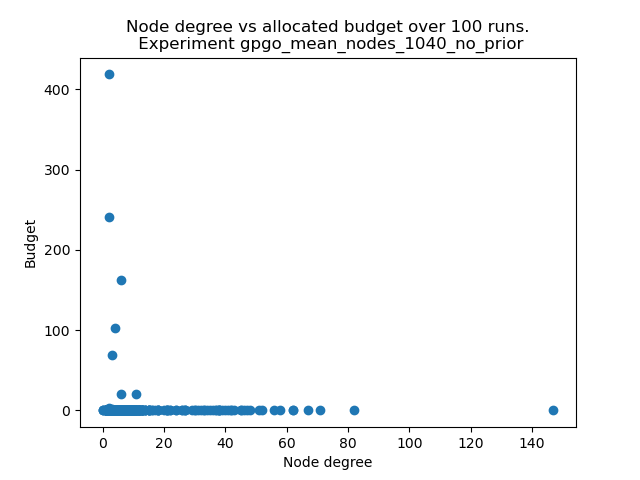 Node degree vs allocated budget over 100 runs.
Experiment gpgo_mean_nodes_1040_no_prior
400
300
200
100
0
Budget
0 20 40 60 80 100 120 140
Node degree